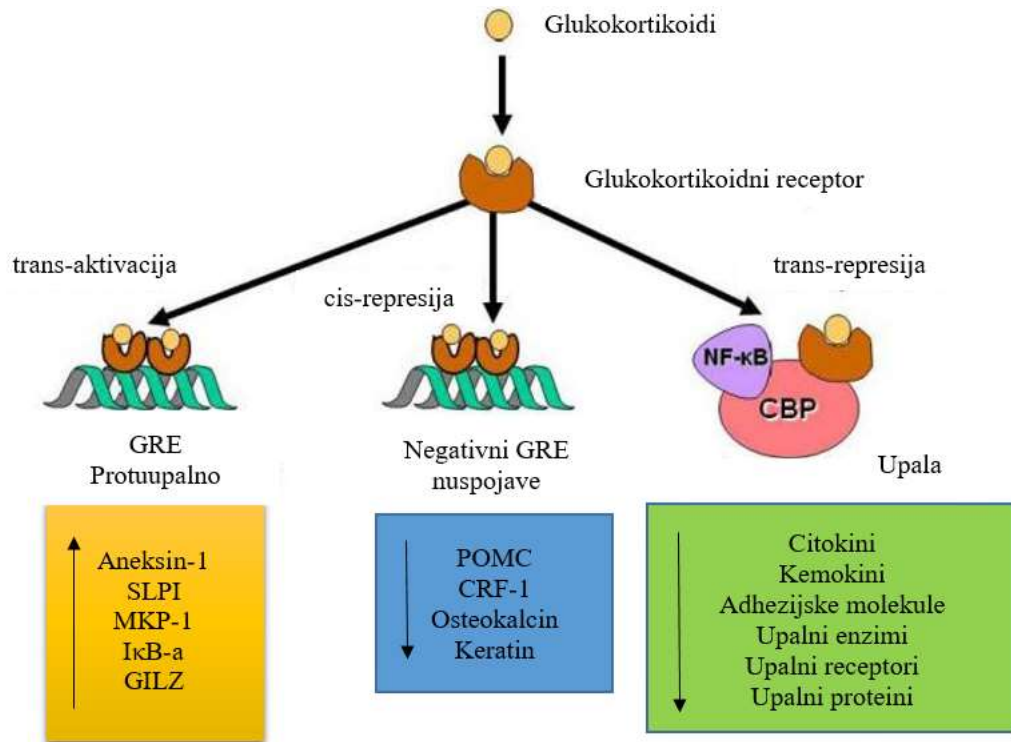 Glukokortikoidi
Glukokortikoidni receptor
trans-aktivacija
cis-represija
trans-represija
NF-κB
CBP
GRE
Protuupalno
Negativni GRE
nuspojave
Upala
Aneksin-1
SLPI
MKP-1
IκB-a
GILZ
POMC
CRF-1
Osteokalcin
Keratin
Citokini
Kemokini
Adhezijske molekule
Upalni enzimi
Upalni receptori
Upalni proteini